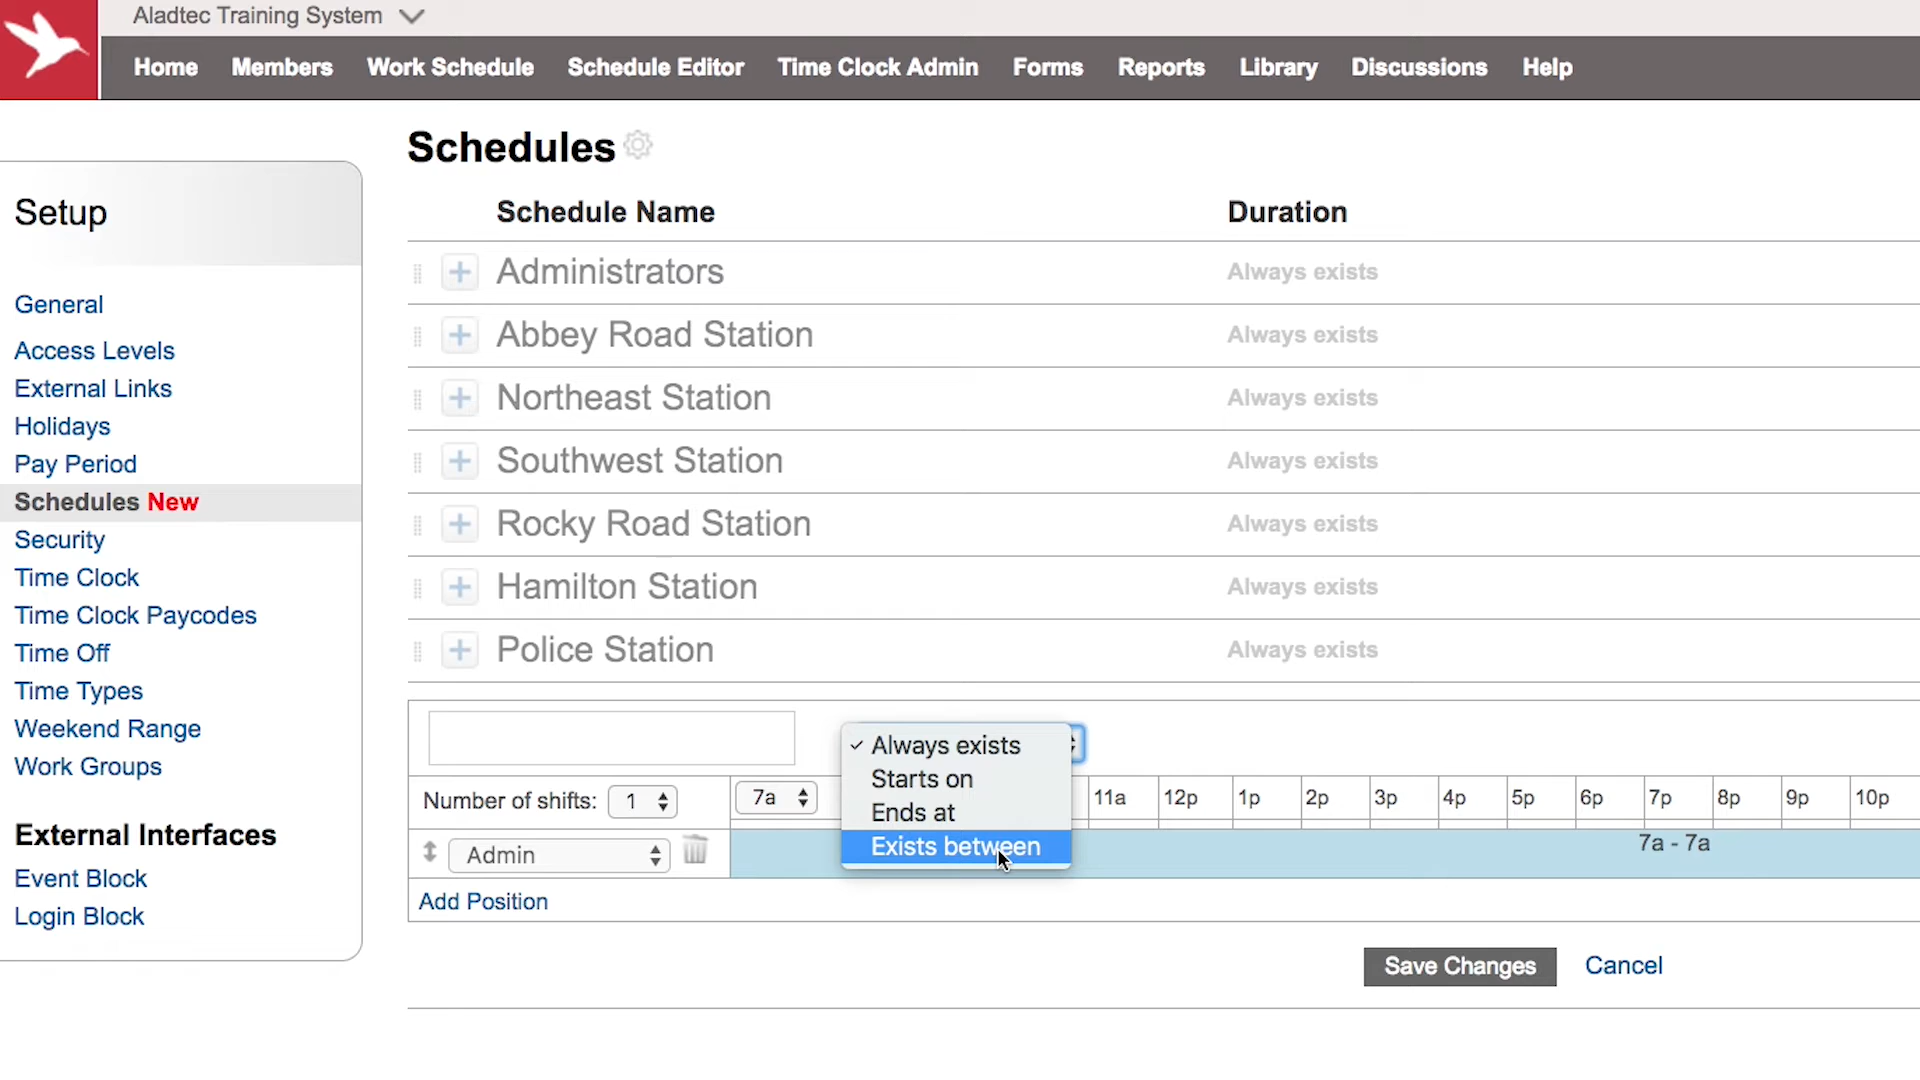 Aladtec Training System
Home Members Work Schedule Schedule Editor Time Clock Admin Forms Reports Library Discussions Help
Schedules
Setup
General
Access Levels
External Links
Holidays
Pay Period
Schedules New
Security
Time Clock
Time Clock Paycodes
Time Off
Time Types
Weekend Range
Work Groups
External Interfaces
Event Block
Login Block
Schedule Name Duration
Administrators Always exists
Abbey Road Station Always exists
Northeast Station Always exists
Southwest Station Always exists
Rocky Road Station Always exists
Hamilton Station Always exists
Police Station Always exists
✓ Always exists
Starts on
Ends at
Exists between
Number of shifts: 1 7a 11a 12p 1p 2p 3p 4p 5p 6p 7p 8p 9p 10p
Admin 7a - 7a
Add Position
Save Changes Cancel